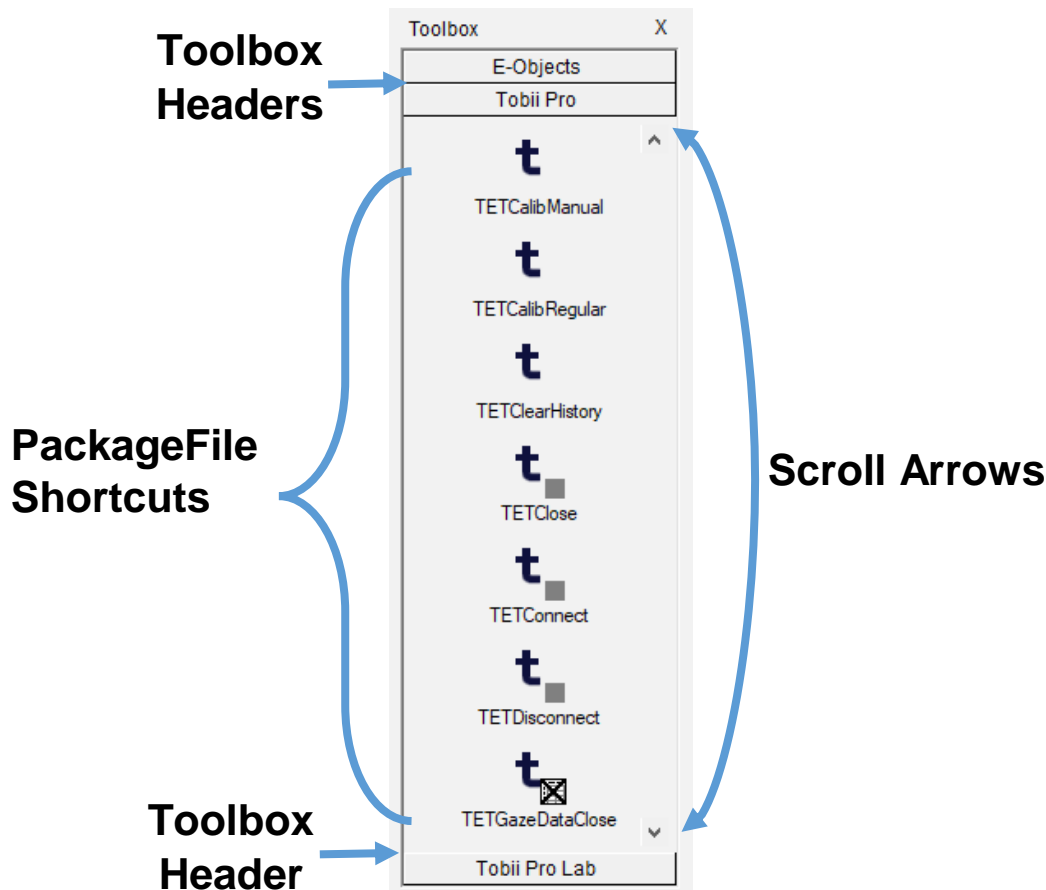 Toolbox X
Toolbox
Headers
E-Objects
Tobii Pro
TETCalibManual
TETCalibRegular
TETClearHistory
PackageFile
Shortcuts
Scroll Arrows
TETClose
TETConnect
TETDisconnect
TETGazeDataClose
Toolbox
Header
Tobii Pro Lab